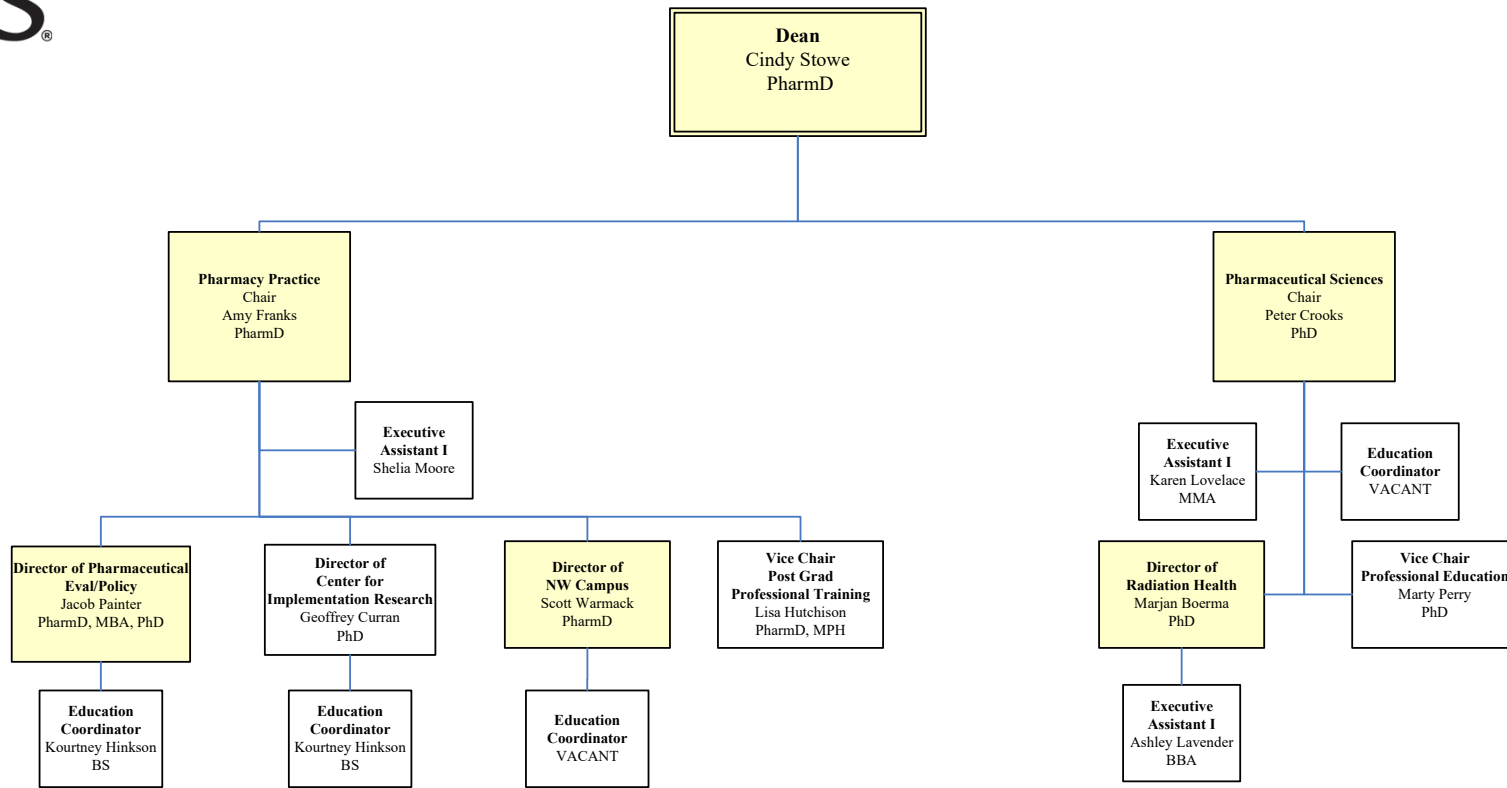 S®
Dean
Cindy Stowe
PharmD
Pharmacy Practice
Chair
Amy Franks
PharmD
Pharmaceutical Sciences
Chair
Peter Crooks
PhD
Executive
Assistant I
Shelia Moore
Executive
Assistant I
Karen Lovelace
MMA
Education
Coordinator
VACANT
Director of Pharmaceutical
Eval/Policy
Jacob Painter
PharmD, MBA, PhD
Director of
Center for
Implementation Research
Geoffrey Curran
PhD
Director of
NW Campus
Scott Warmack
PharmD
Vice Chair
Post Grad
Professional Training
Lisa Hutchison
PharmD, MPH
Director of
Radiation Health
Marjan Boerma
PhD
Vice Chair
Professional Education
Marty Perry
PhD
Education
Coordinator
Kourtney Hinkson
BS
Education
Coordinator
Kourtney Hinkson
BS
Education
Coordinator
VACANT
Executive
Assistant I
Ashley Lavender
BBA